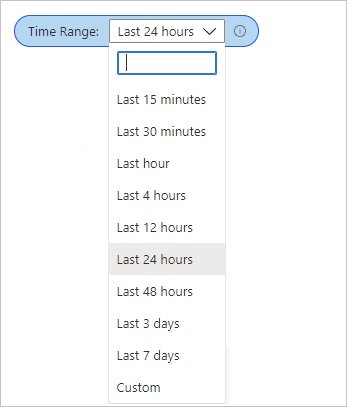 Time Range: Last 24 hours
Last 15 minutes
Last 30 minutes
Last hour
Last 4 hours
Last 12 hours
Last 24 hours
Last 48 hours
Last 3 days
Last 7 days
Custom